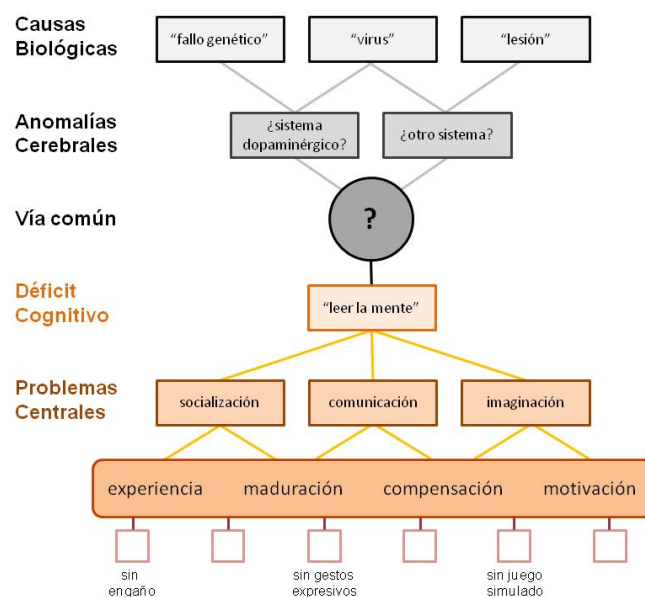 Causas
Biológicas
“fallo genético”
“virus”
“lesión”
Anomalías
Cerebrales
¿sistema
dopaminérgico?
¿otro sistema?
Vía común
?
Déficit
Cognitivo
“leer la mente”
Problemas
Centrales
socialización
comunicación
imaginación
experiencia maduración compensación motivación
sin
engaño
sin gestos
expresivos
sin juego
simulado